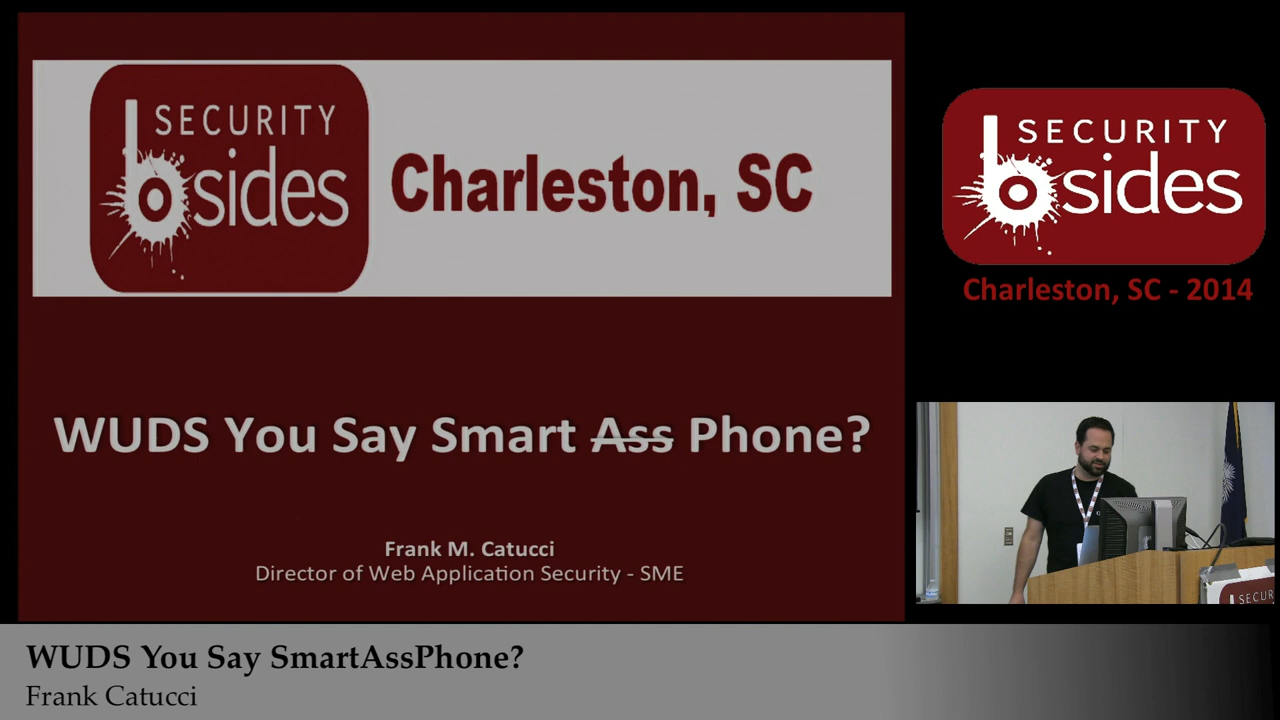 SECURITY
bsides
Charleston, SC
WUDS You Say Smart Ass Phone?
Frank M. Catucci
Director of Web Application Security - SME
SECURITY
bsides
Charleston, SC - 2014
SECUR
WUDS You Say SmartAssPhone?
Frank Catucci